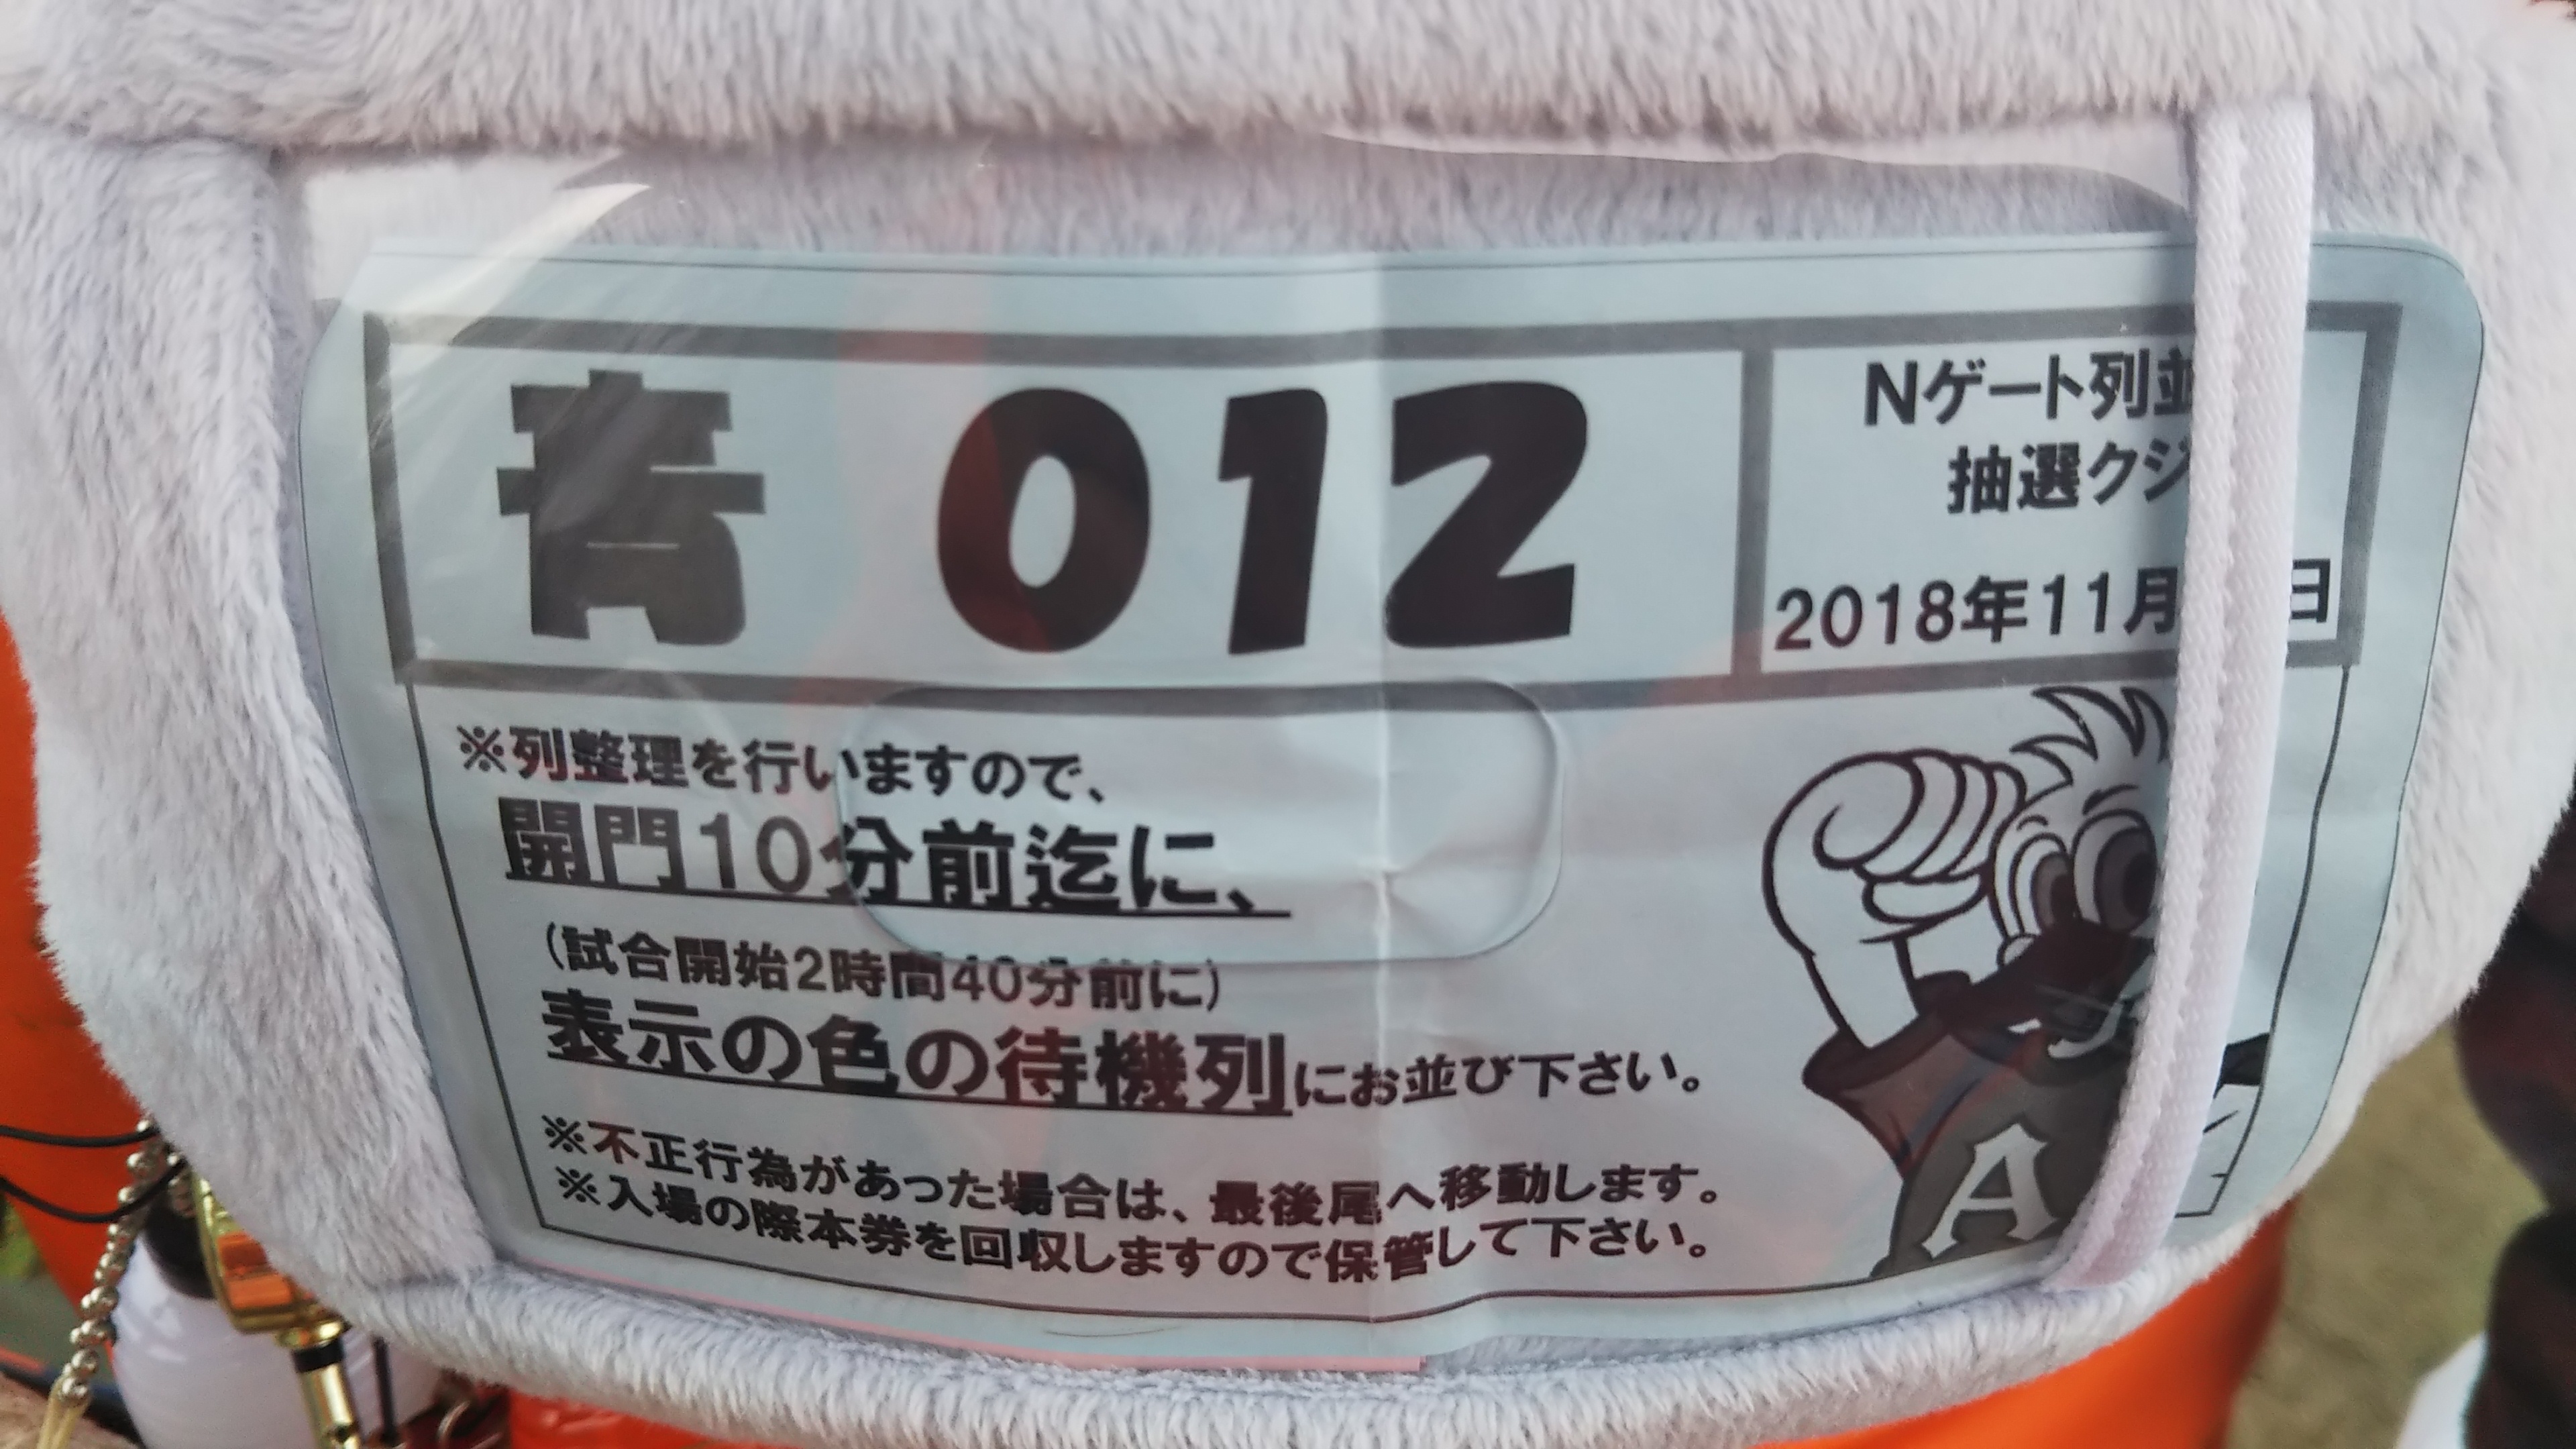 青 012
Nゲート列並
抽選クジ
2018年11月 日
※列整理を行いますので、
開門10分前迄に、
(試合開始2時間40分前に)
表示の色の待機列にお並び下さい。
※不正行為があった場合は、最後尾へ移動します。
※入場の際本券を回収しますので保管して下さい。
A